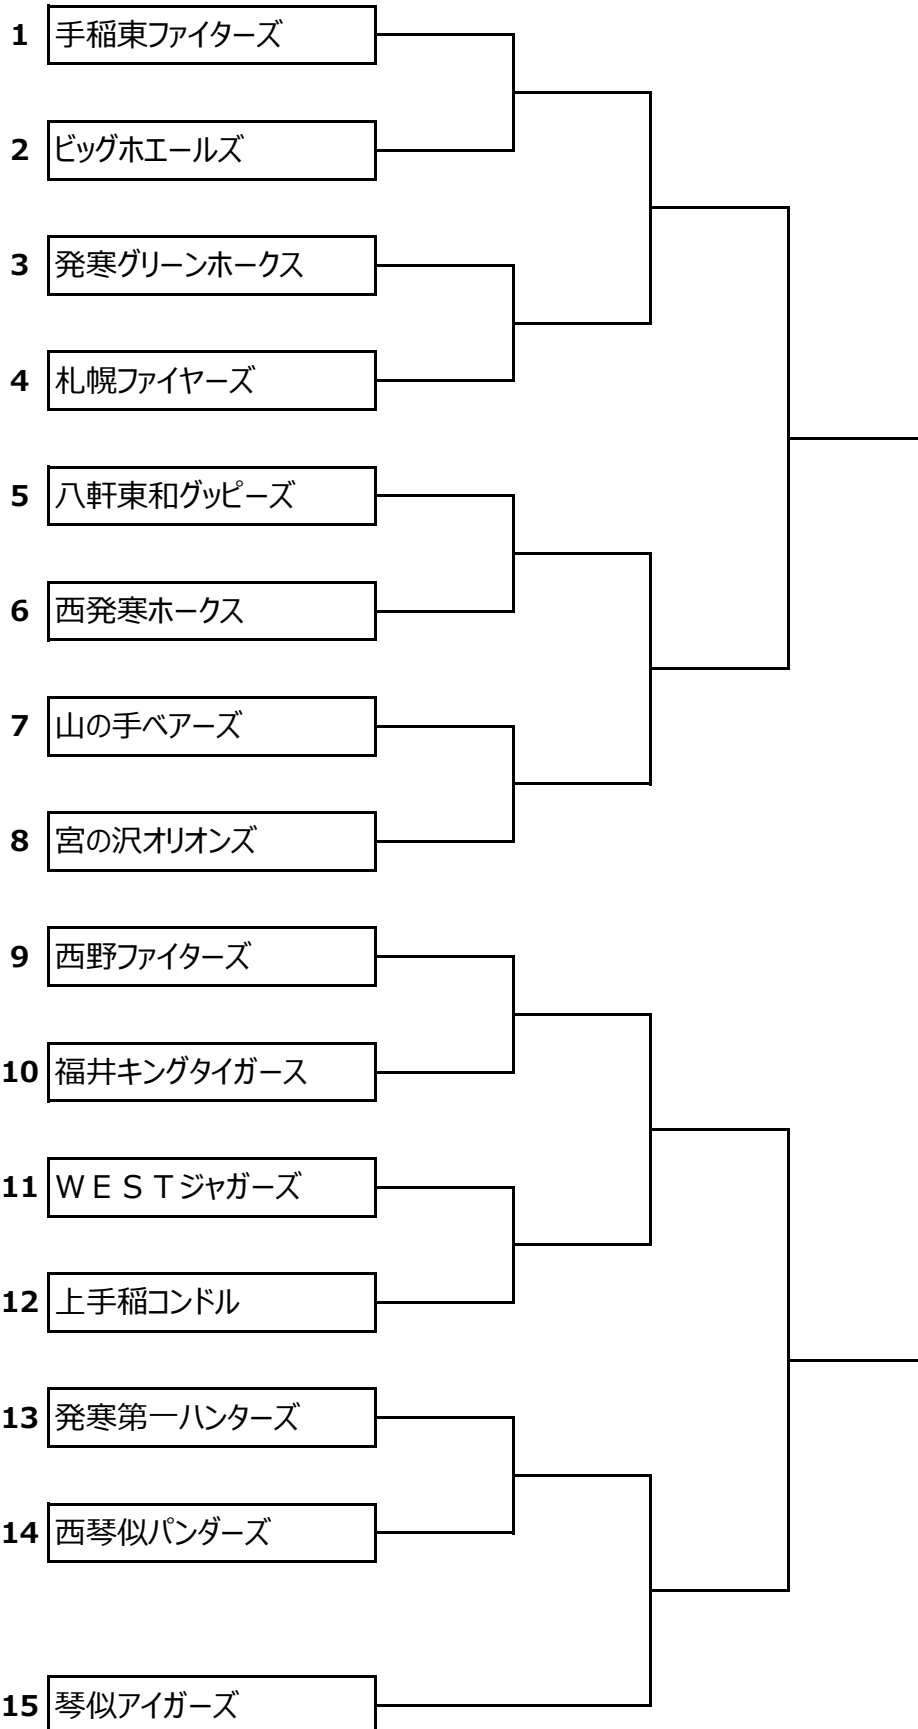 1 手稲東ファイターズ
2 ビッグホエールズ
3 発寒グリーンホークス
4 札幌ファイヤーズ
5 八軒東和グッピーズ
6 西発寒ホークス
7 山の手ベアーズ
8 宮の沢オリオンズ
9 西野ファイターズ
10 福井キングタイガース
11 ＷＥＳＴジャガーズ
12 上手稲コンドル
13 発寒第一ハンターズ
14 西琴似パンダーズ
15 琴似アイガーズ